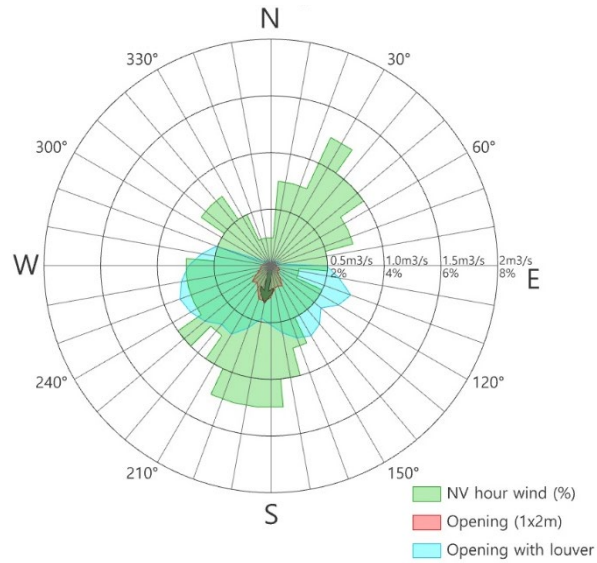 N
330°
30°
300°
60°
W
0.5m3/s 1.0m3/s 1.5m3/s 2m3/s
2% 4% 6% 8%
E
240°
120°
210°
150°
S
NV hour wind (%)
Opening (1x2m)
Opening with louver